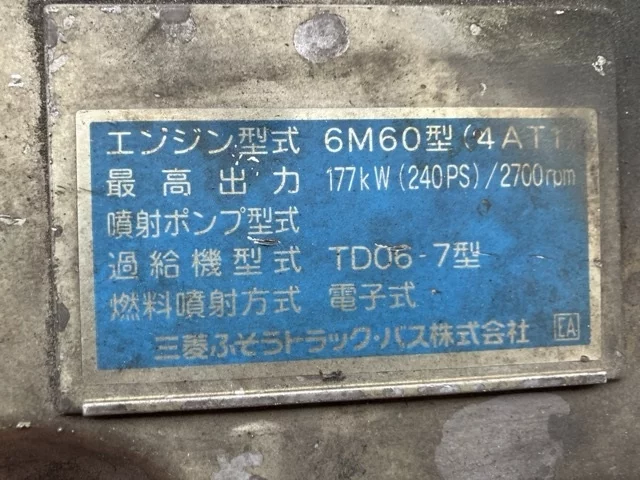 エンジン型式 6M60型(4AT1)
最高出力 177kW(240PS)/2700rpm
噴射ポンプ型式
過給機型式 TD06-7型
燃料噴射方式 電子式
三菱ふそうトラック・バス株式会社 EA